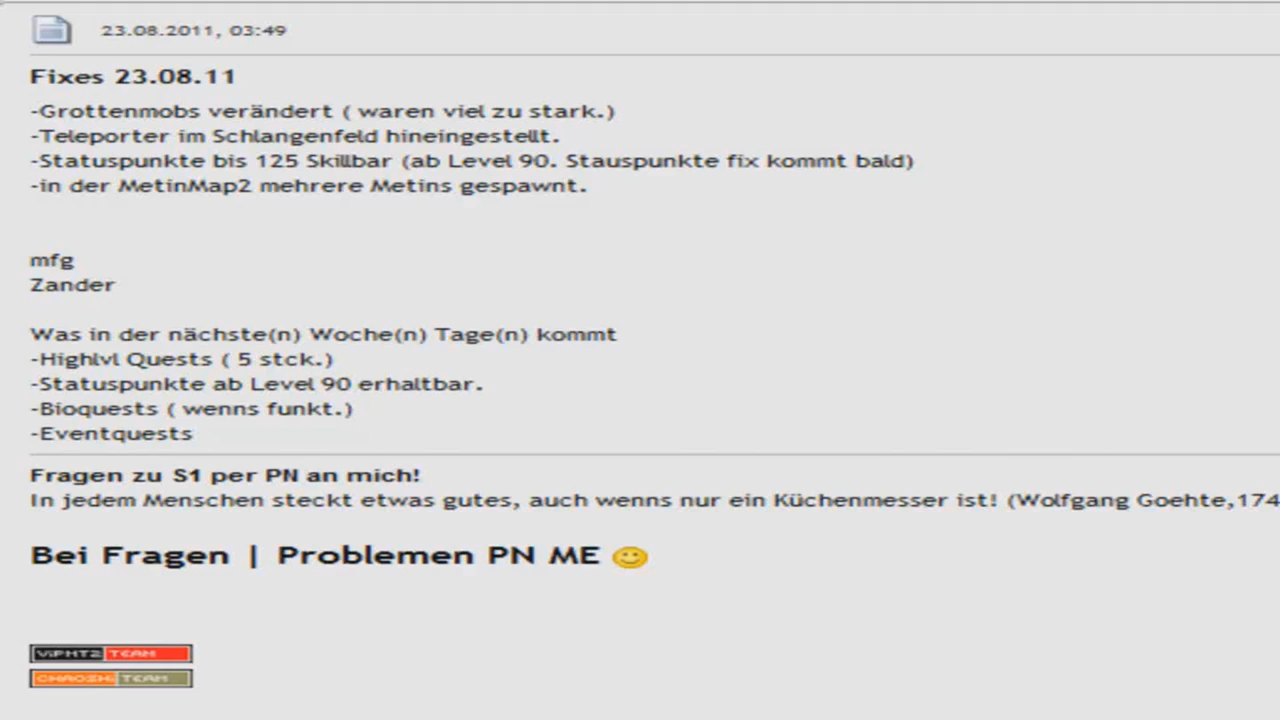 23.08.2011, 03:49
Fixes 23.08.11
-Grottenmobs verändert ( waren viel zu stark.)
-Teleporter im Schlangenfeld hineingestellt.
-Statuspunkte bis 125 Skillbar (ab Level 90. Stauspunkte fix kommt bald)
-in der MetinMap2 mehrere Metins gespawnt.
mfg
Zander
Was in der nächste(n) Woche(n) Tage(n) kommt
-Highlvl Quests ( 5 stck.)
-Statuspunkte ab Level 90 erhaltbar.
-Bioquests ( wenns funkt.)
-Eventquests
Fragen zu S1 per PN an mich!
In jedem Menschen steckt etwas gutes, auch wenns nur ein Küchenmesser ist! (Wolfgang Goehte,174
Bei Fragen | Problemen PN ME
ViPMT2 TEAM
TEAM